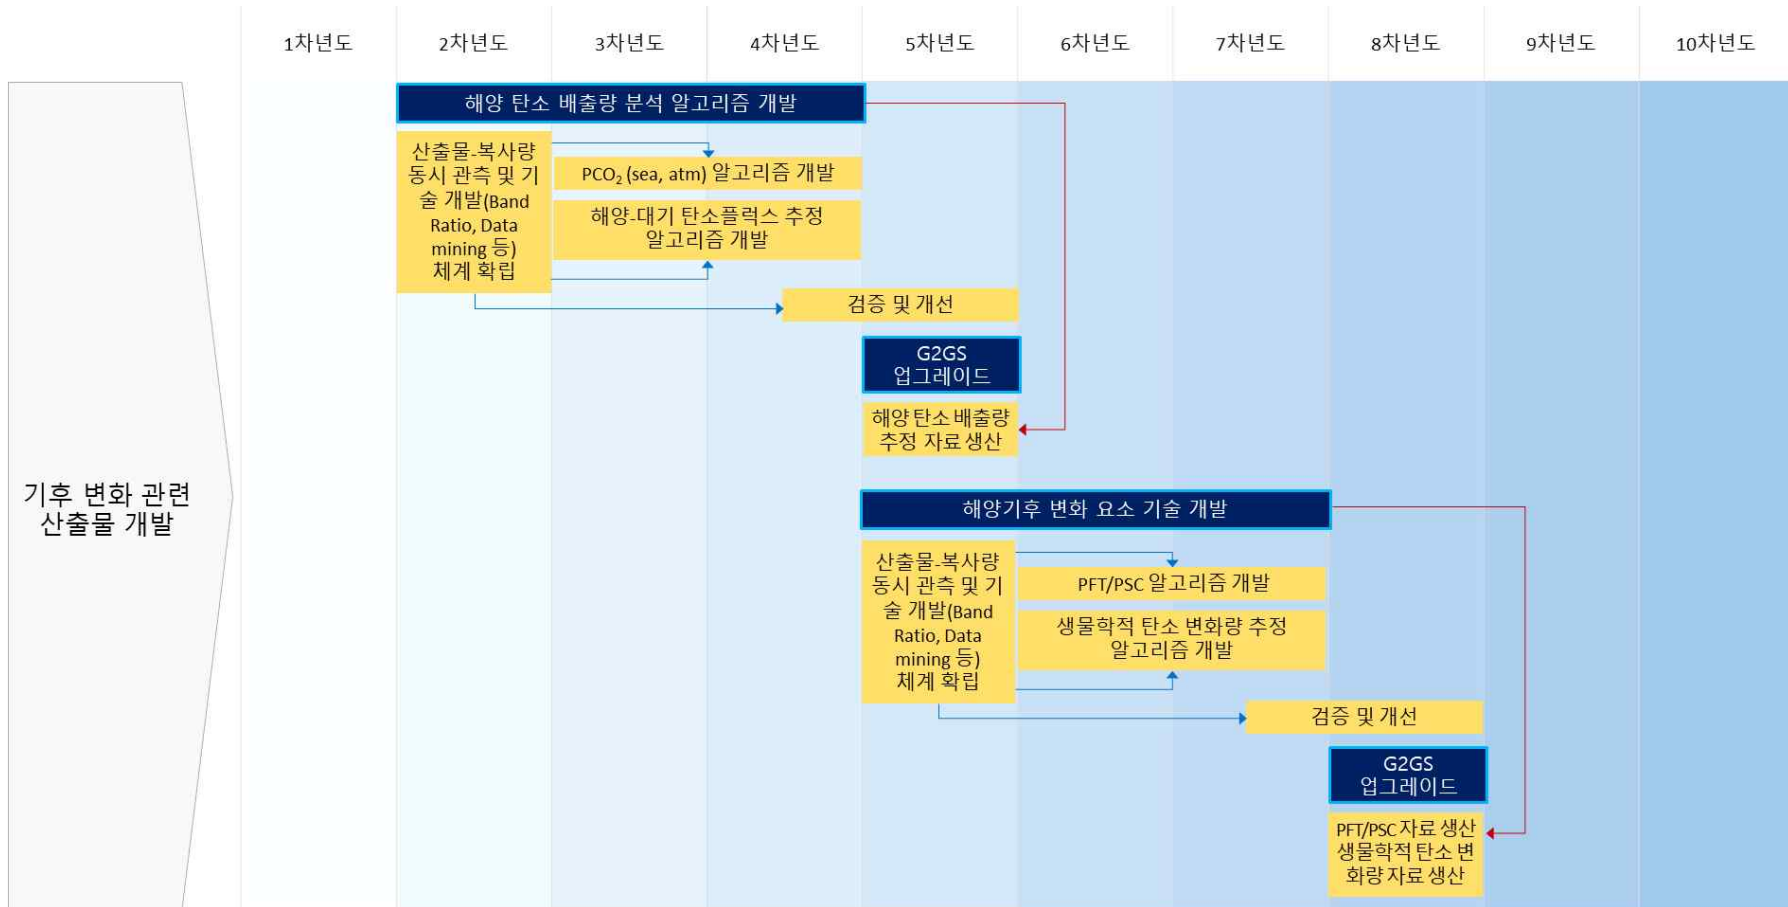 1차년도
2차년도
3차년도
4차년도
5차년도
6차년도
7차년도
8차년도
9차년도
10차년도
기후 변화 관련
산출물 개발
해양 탄소 배출량 분석 알고리즘 개발
산출물-복사량
동시 관측 및 기
술 개발(Band
Ratio, Data
mining 등)
체계 확립
PCO₂ (sea, atm) 알고리즘 개발
해양-대기 탄소플럭스 추정
알고리즘 개발
검증 및 개선
G2GS
업그레이드
해양 탄소 배출량
추정 자료 생산
해양기후 변화 요소 기술 개발
산출물-복사량
동시 관측 및 기
술 개발(Band
Ratio, Data
mining 등)
체계 확립
PFT/PSC 알고리즘 개발
생물학적 탄소 변화량 추정
알고리즘 개발
검증 및 개선
G2GS
업그레이드
PFT/PSC 자료 생산
생물학적 탄소 변
화량 자료 생산